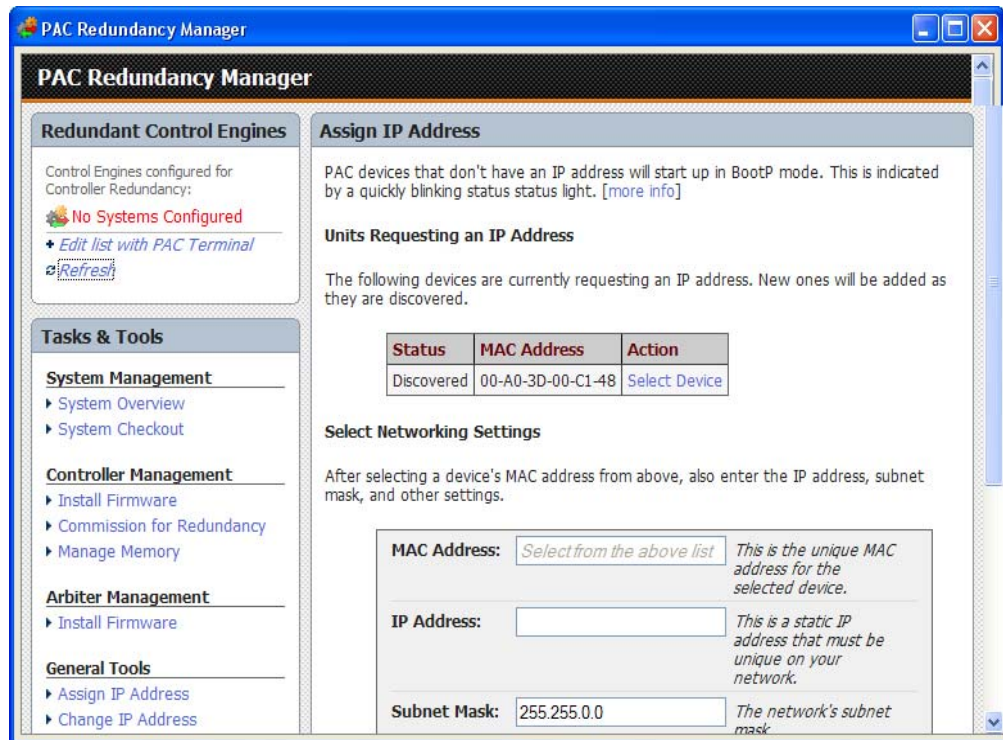 PAC Redundancy Manager
PAC Redundancy Manager
Redundant Control Engines
Control Engines configured for
Controller Redundancy:
No Systems Configured
Edit list with PAC Terminal
Refresh
Tasks & Tools
System Management
System Overview
System Checkout
Controller Management
Install Firmware
Commission for Redundancy
Manage Memory
Arbiter Management
Install Firmware
General Tools
Assign IP Address
Change IP Address
Assign IP Address
PAC devices that don't have an IP address will start up in BootP mode. This is indicated
by a quickly blinking status status light. [more info]
Units Requesting an IP Address
The following devices are currently requesting an IP address. New ones will be added as
they are discovered.
Status MAC Address Action
Discovered 00-A0-3D-00-C1-48 Select Device
Select Networking Settings
After selecting a device's MAC address from above, also enter the IP address, subnet
mask, and other settings.
MAC Address: Select from the above list This is the unique MAC
address for the
selected device.
IP Address: This is a static IP
address that must be
unique on your
network.
Subnet Mask: 255.255.0.0 The network's subnet
mask